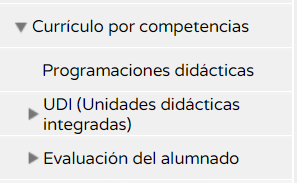 Currículo por competencias
Programaciones didácticas
UDI (Unidades didácticas
integradas)
Evaluación del alumnado